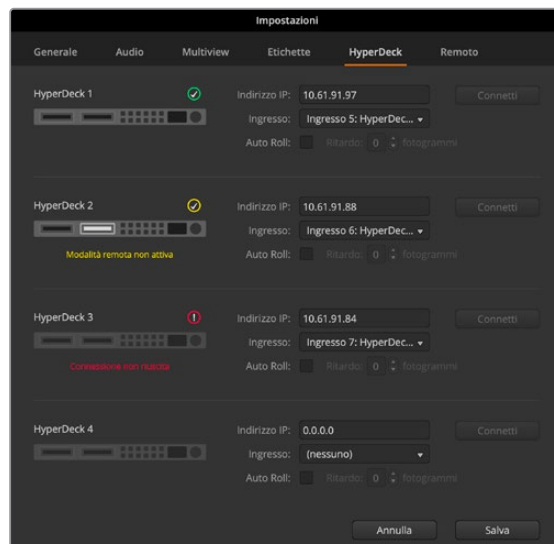 Impostazioni
Generale Audio Multiview Etichette HyperDeck Remoto
HyperDeck 1
Indirizzo IP: 10.61.91.97 Connetti
Ingresso: Ingresso 5: HyperDec...
Auto Roll: Ritardo: 0 fotogrammi
HyperDeck 2
Indirizzo IP: 10.61.91.88 Connetti
Ingresso: Ingresso 6: HyperDec...
Modalità remota non attiva
Auto Roll: Ritardo: 0 fotogrammi
HyperDeck 3
Indirizzo IP: 10.61.91.84 Connetti
Ingresso: Ingresso 7: HyperDec...
Connessione non riuscita
Auto Roll: Ritardo: 0 fotogrammi
HyperDeck 4
Indirizzo IP: 0.0.0.0 Connetti
Ingresso: (nessuno)
Auto Roll: Ritardo: 0 fotogrammi
Annulla Salva